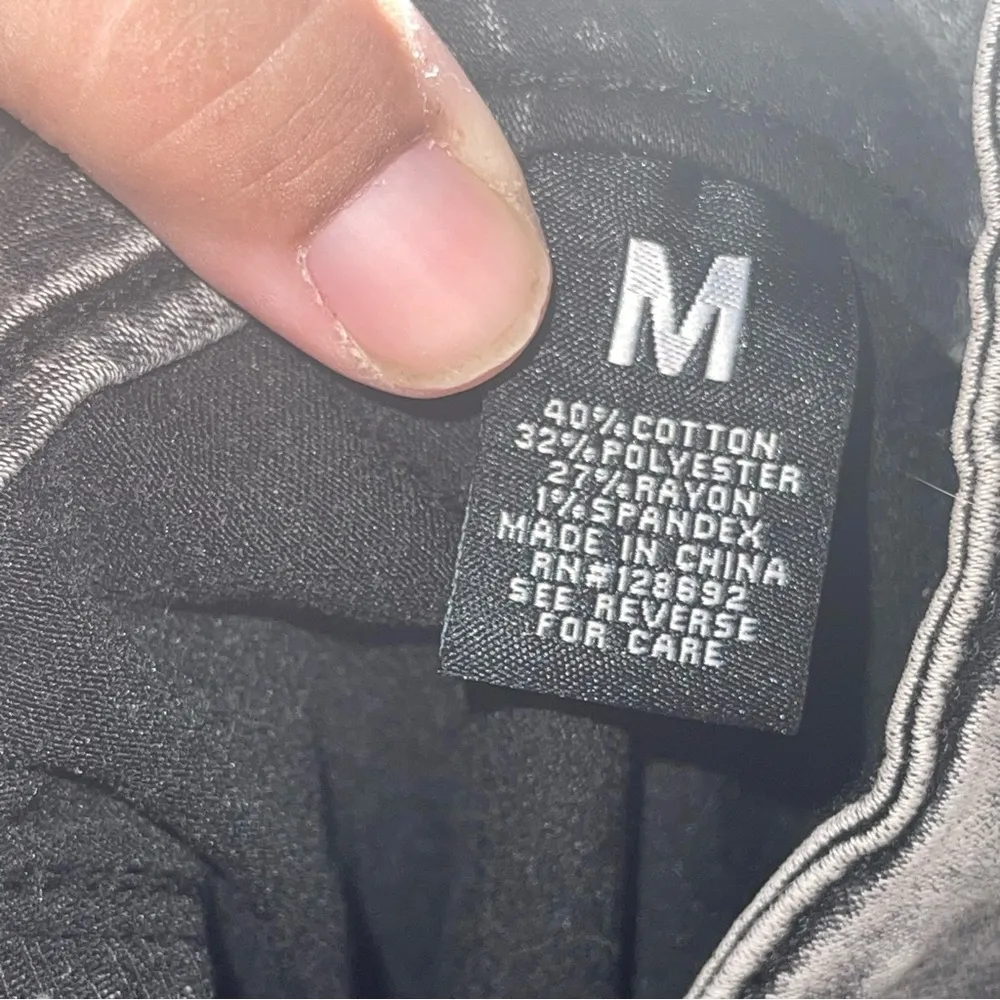 M
40% COTTON
32% POLYESTER
27% RAYON
1% SPANDEX
MADE IN CHINA
RN#128692
SEE REVERSE
FOR CARE